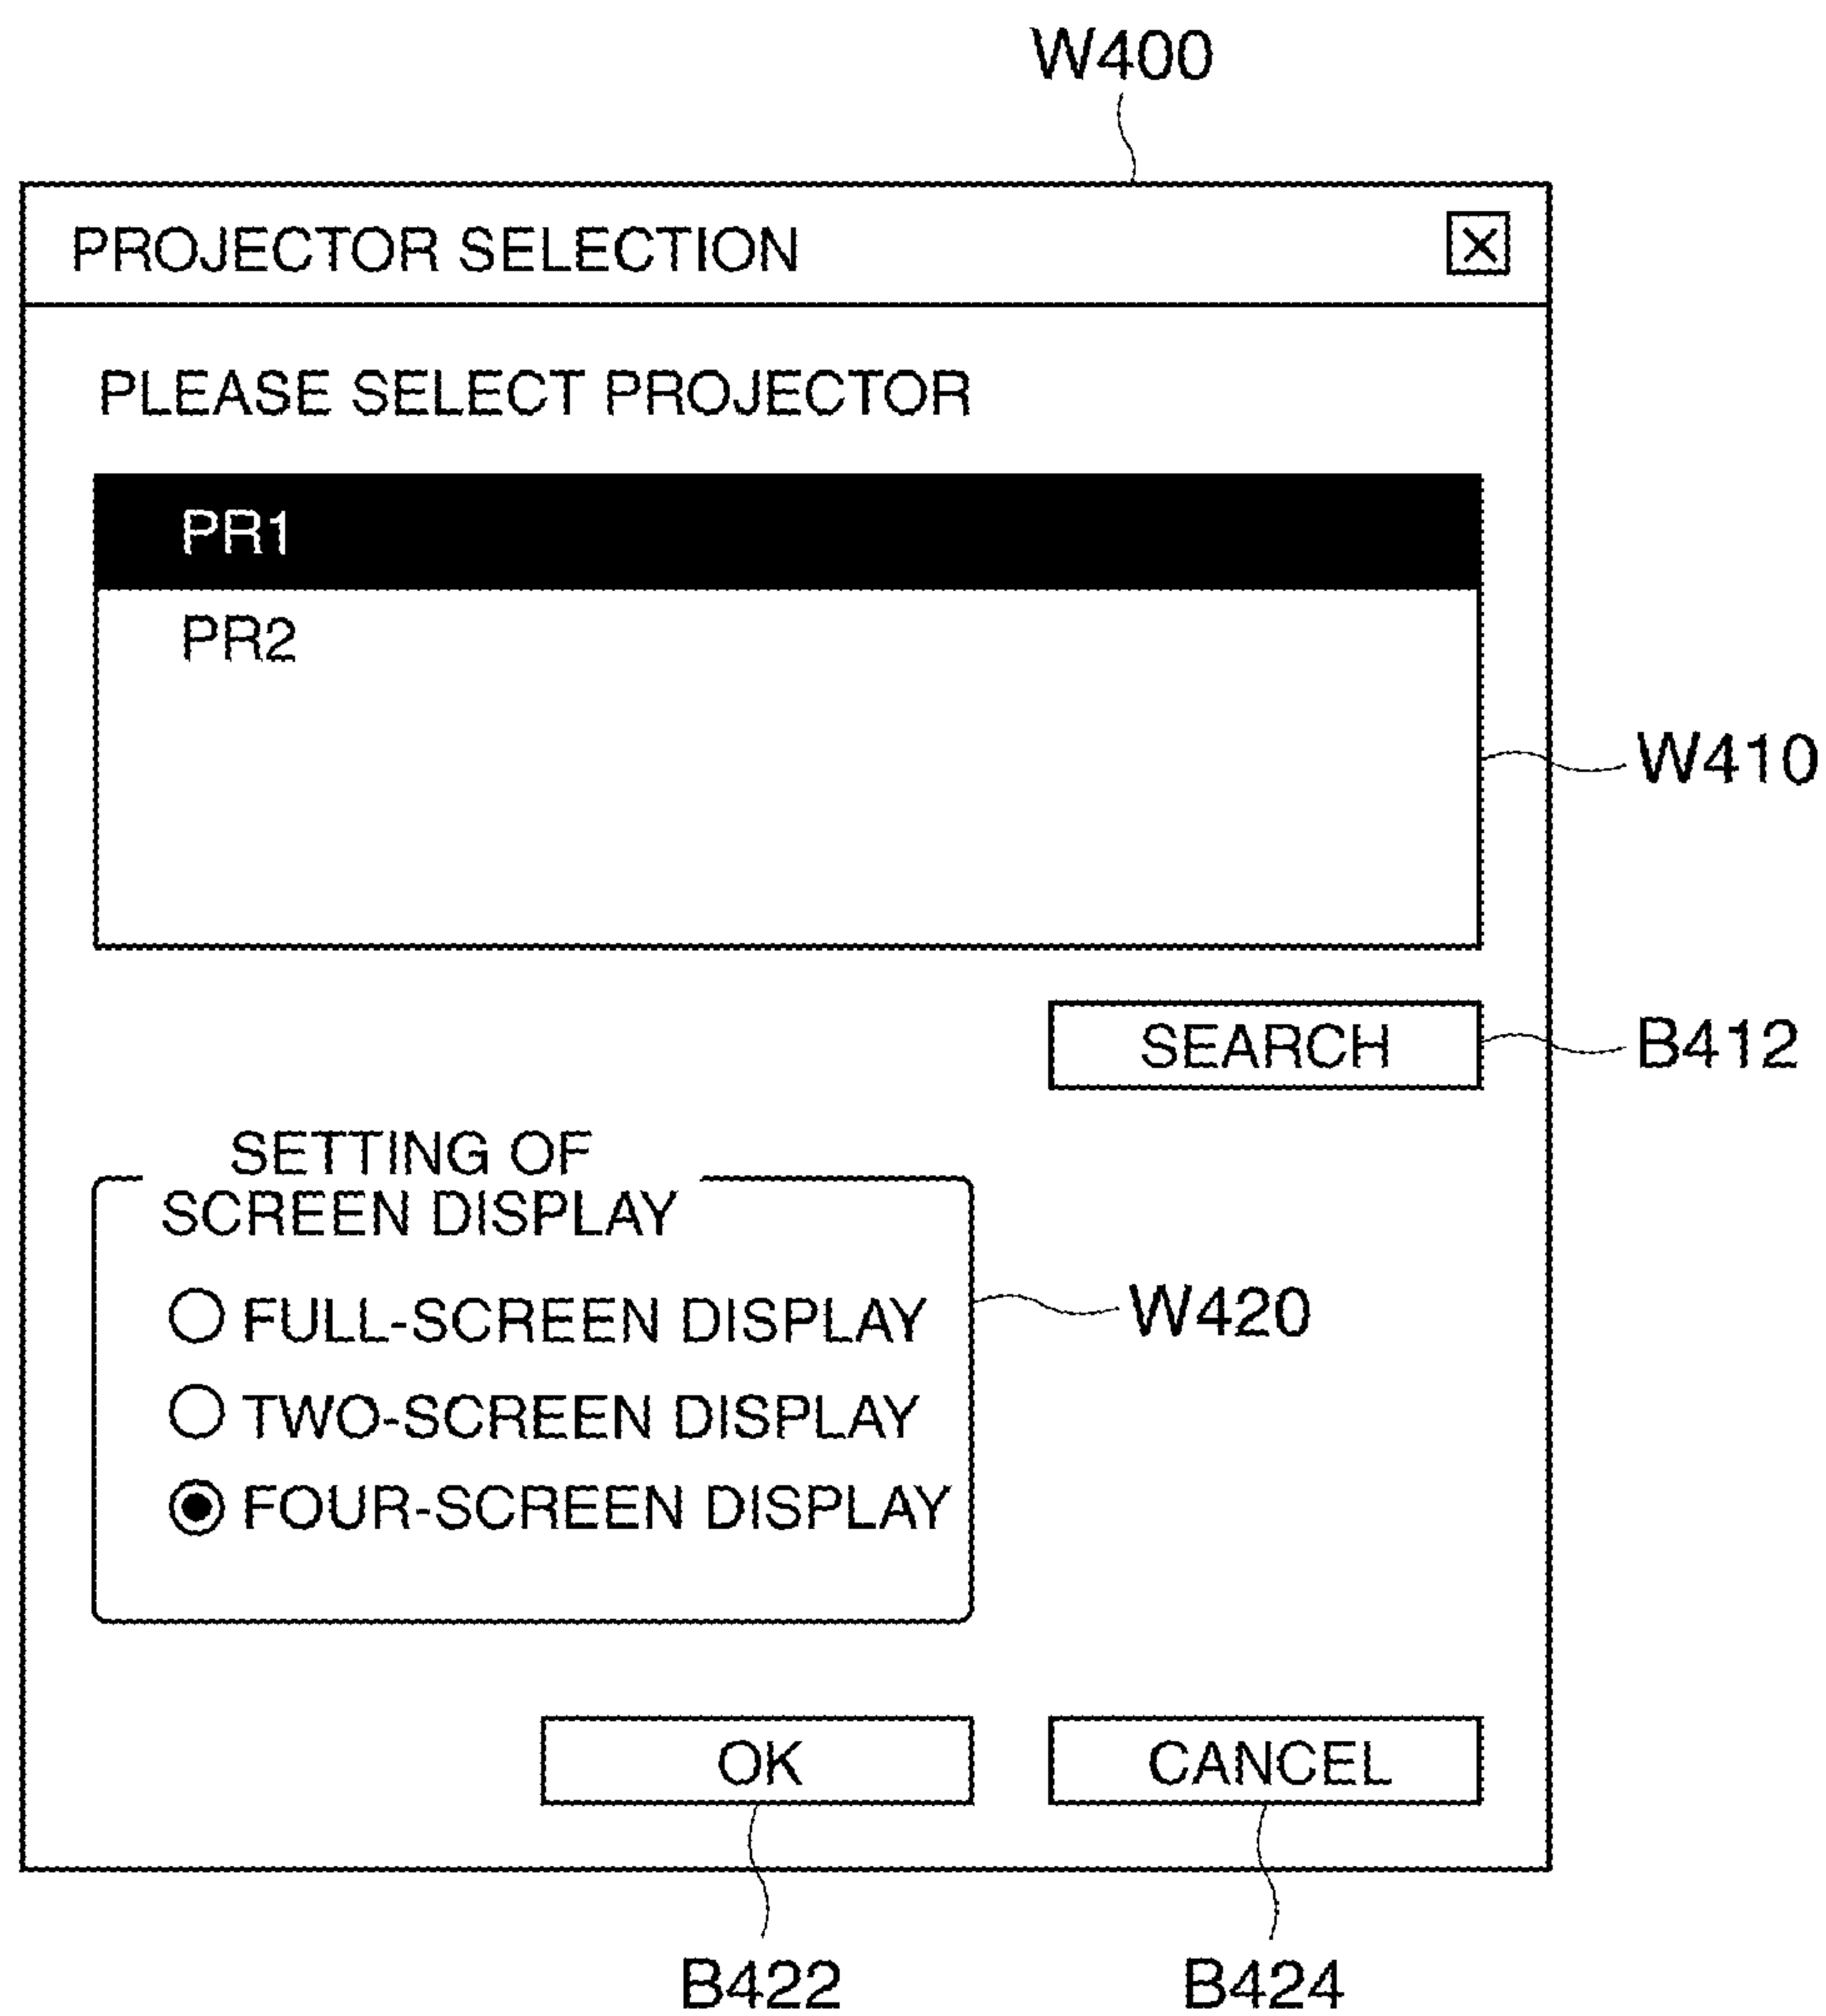 W400
PROJECTOR SELECTION
PLEASE SELECT PROJECTOR
PR1
PR2
W410
SEARCH
B412
SETTING OF
SCREEN DISPLAY
FULL-SCREEN DISPLAY
W420
TWO-SCREEN DISPLAY
FOUR-SCREEN DISPLAY
OK
CANCEL
B422
B424